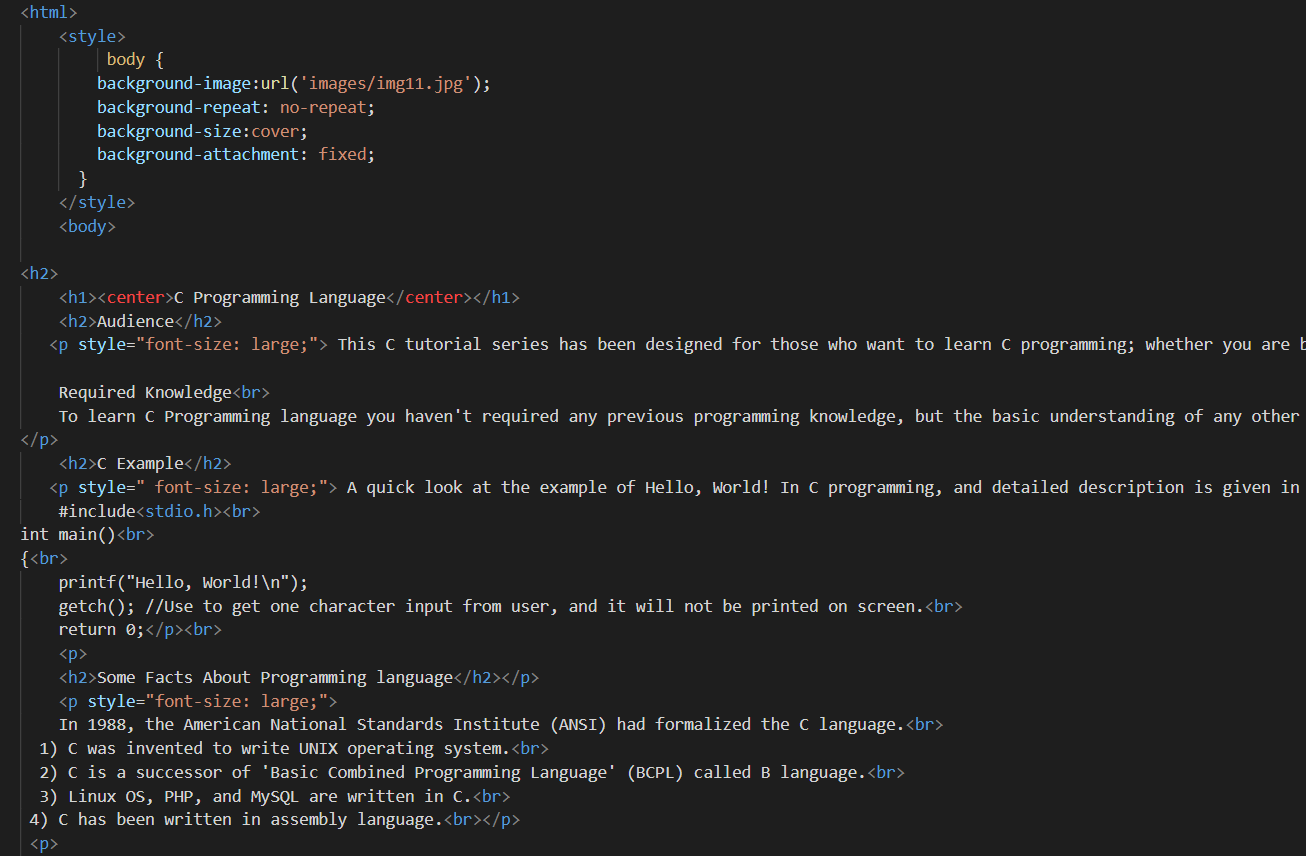 <html>
<style>
body {
background-image:url('images/img11.jpg');
background-repeat: no-repeat;
background-size:cover;
background-attachment: fixed;
}
</style>
<body>
<h2>
<h1><center>C Programming Language</center></h1>
<h2>Audience</h2>
<p style="font-size: large;"> This C tutorial series has been designed for those who want to learn C programming; whether you are
Required Knowledge<br>
To learn C Programming language you haven't required any previous programming knowledge, but the basic understanding of any other
</p>
<h2>C Example</h2>
<p style=" font-size: large;"> A quick look at the example of Hello, World! In C programming, and detailed description is given in
#include<stdio.h><br>
int main()<br>
{<br>
printf("Hello, World!\n");
getch(); //Use to get one character input from user, and it will not be printed on screen.<br>
return 0;</p><br>
<p>
<h2>Some Facts About Programming language</h2></p>
<p style="font-size: large;">
In 1988, the American National Standards Institute (ANSI) had formalized the C language.<br>
1) C was invented to write UNIX operating system.<br>
2) C is a successor of 'Basic Combined Programming Language' (BCPL) called B language.<br>
3) Linux OS, PHP, and MySQL are written in C.<br>
4) C has been written in assembly language.<br></p>
<p>